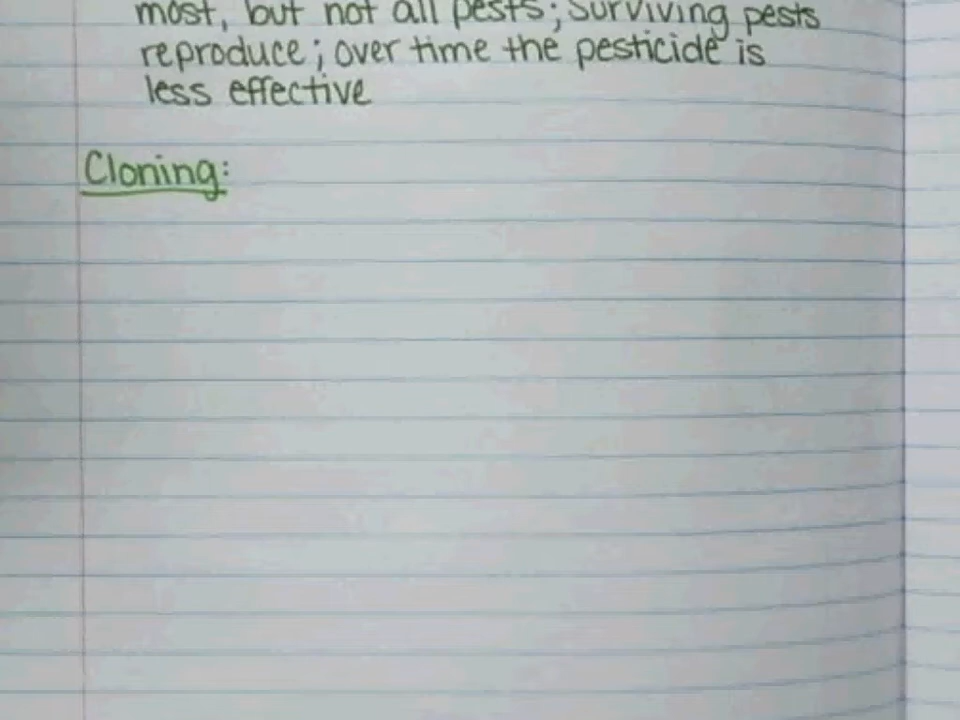 most, but not all pests; surviving pests
reproduce; over time the pesticide is
less effective
Cloning: